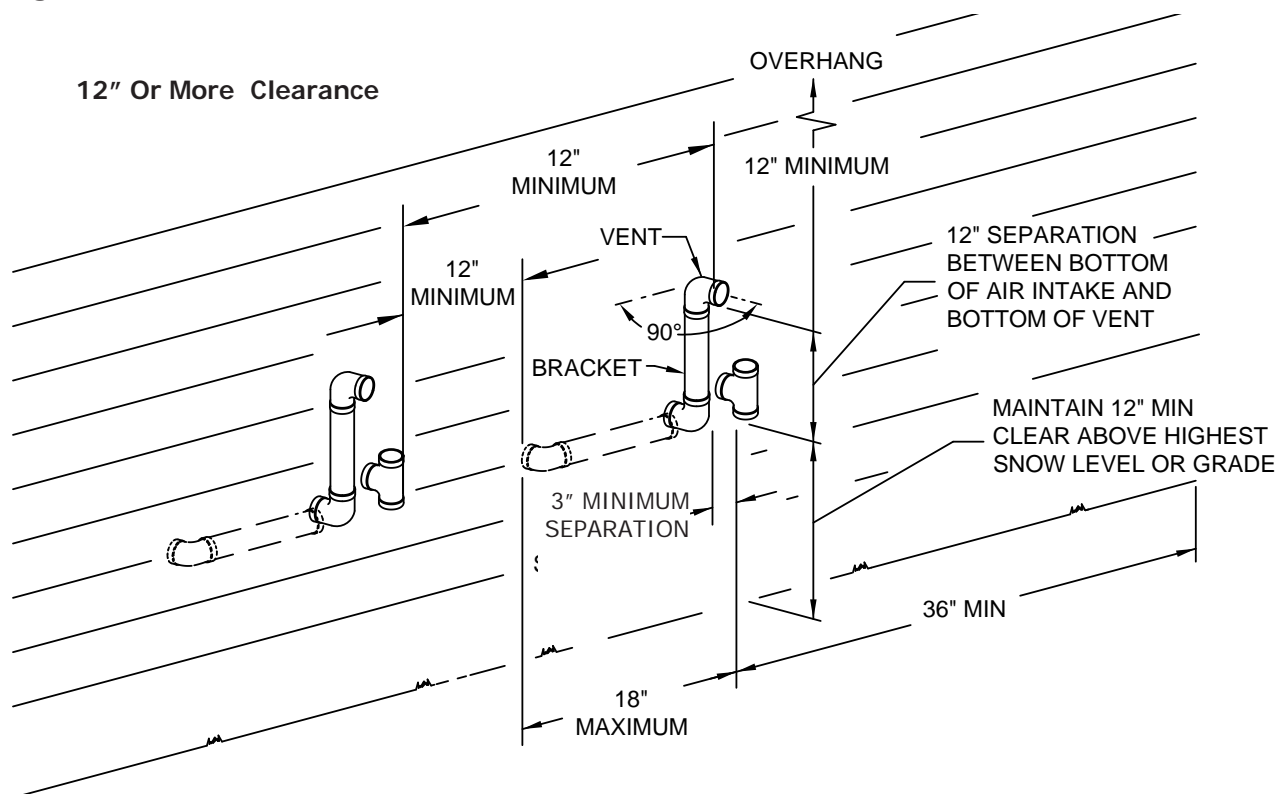 12" Or More Clearance
OVERHANG
12"
MINIMUM
12" MINIMUM
VENT
12"
MINIMUM
12" SEPARATION
BETWEEN BOTTOM
OF AIR INTAKE AND
BOTTOM OF VENT
90°
BRACKET
MAINTAIN 12" MIN
CLEAR ABOVE HIGHEST
SNOW LEVEL OR GRADE
3" MINIMUM
SEPARATION
36" MIN
18"
MAXIMUM